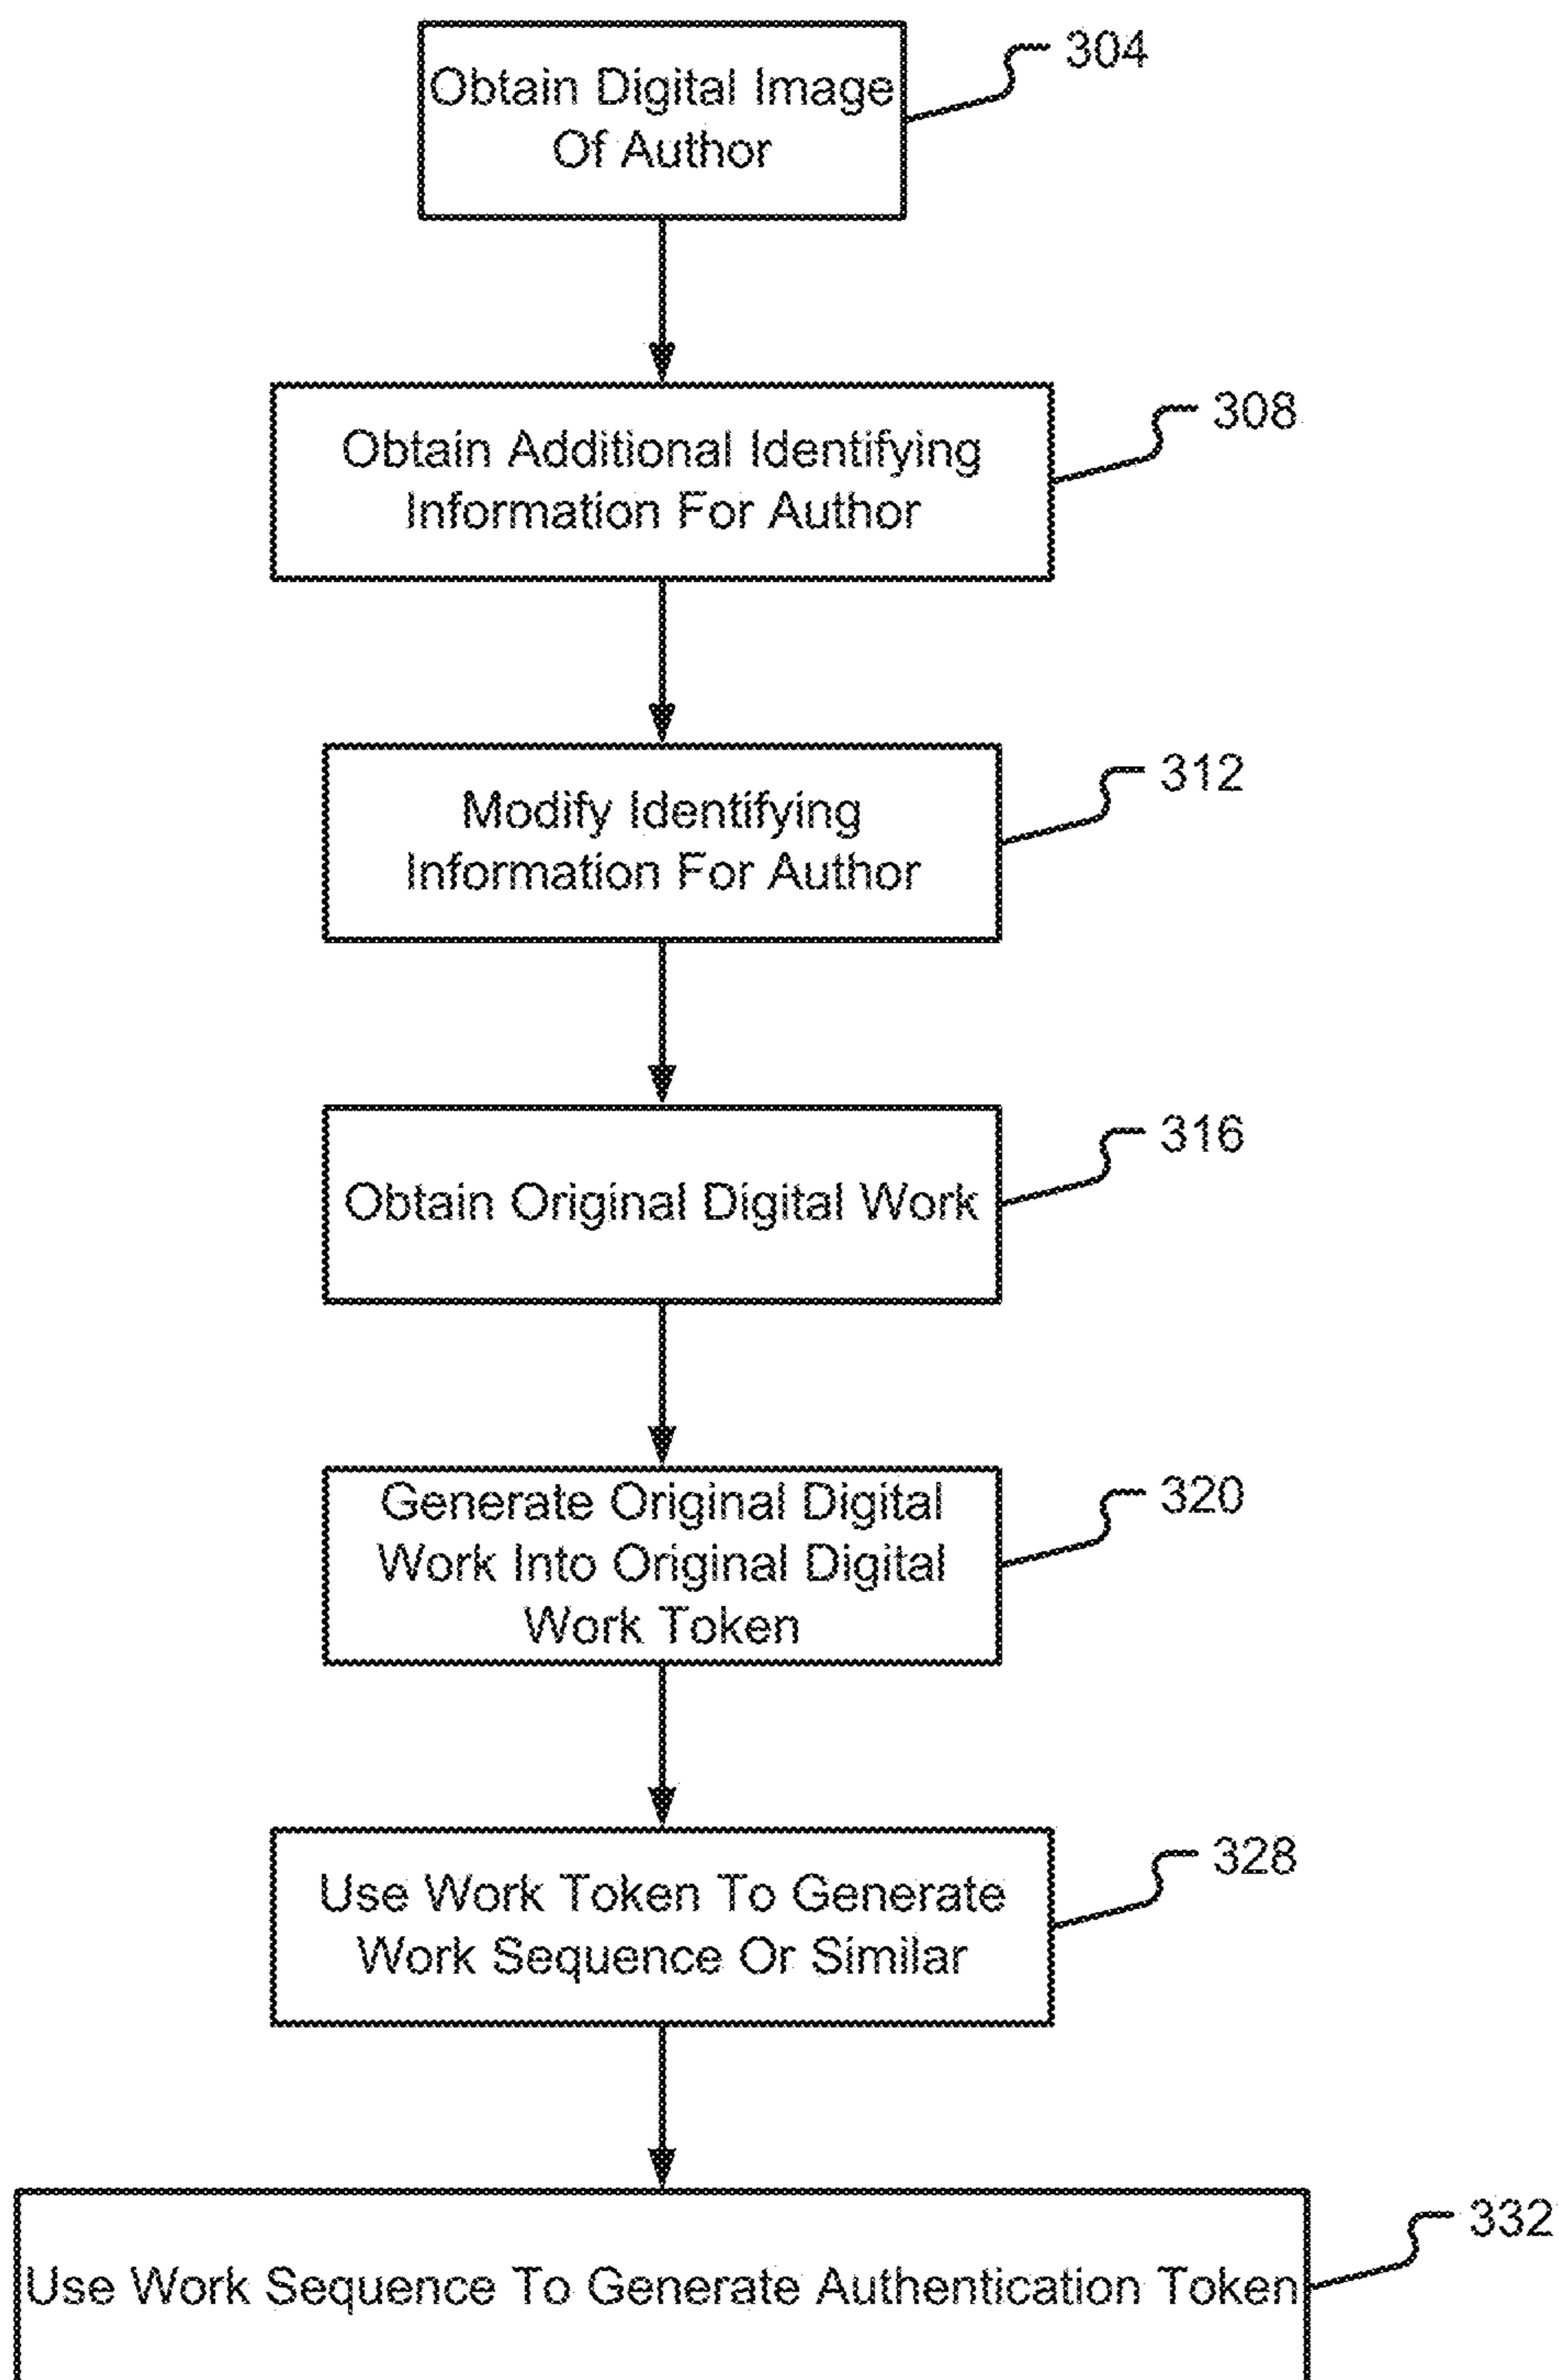 Obtain Digital Image
Of Author
304
Obtain Additional Identifying
Information For Author
308
Modify Identifying
Information For Author
312
Obtain Original Digital Work
316
Generate Original Digital
Work Into Original Digital
Work Token
320
Use Work Token To Generate
Work Sequence Or Similar
328
Use Work Sequence To Generate Authentication Token
332